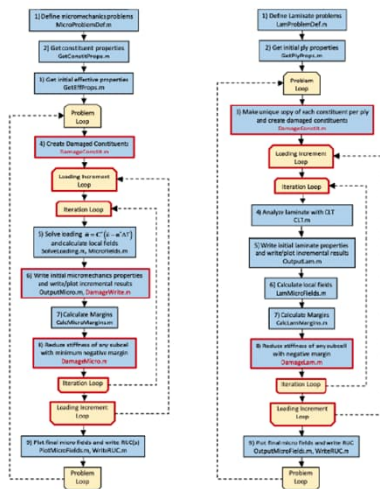 1) Define micromechanics problems
MicroProblemDef.m
2) Get constituent properties
GetConstitProps.m
3) Get initial effective properties
GetEffProps.m
Problem
Loop
4) Create Damaged Constituents
DamageConstit.m
Loading Increment
Loop
Iteration Loop
5) Solve loading
and calculate local fields
SolveLoading.m, MicroFields.m
6) Write initial micromechanics properties
and write/plot incremental results
OutputMicro.m, DamageWrite.m
7) Calculate Margins
CalcMicroMargins.m
8) Reduce stiffness of any subcell
with minimum negative margin
DamageMicro.m
Iteration Loop
Loading Increment
Loop
9) Plot final micro fields and write RUC(s)
PlotMicroFields.m, WriteRUC.m
Problem
Loop
1) Define Laminate problems
LamProblemDef.m
2) Get initial ply properties
GetPlyProps.m
Problem
Loop
3) Make unique copy of each constituent per ply
and create damaged constituents
DamageConstit.m
Loading Increment
Loop
Iteration Loop
4) Analyze laminate with CLT
CLT.m
5) Write initial laminate properties
and write/plot incremental results
OutputLam.m
6) Calculate local fields
LamMicroFields.m
7) Calculate Margins
CalcLamMargins.m
8) Reduce stiffness of any subcell
with negative margin
DamageLam.m
Iteration Loop
Loading Increment
Loop
9) Plot final micro fields and write RUC
OutputMicroFields.m, WriteRUC.m
Problem
Loop